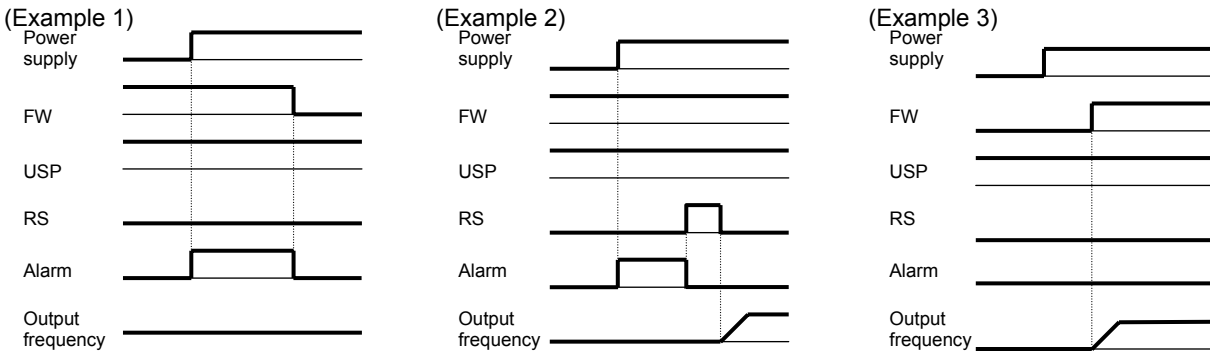 (Example 1)
Power
supply
FW
USP
RS
Alarm
Output
frequency
(Example 2)
Power
supply
FW
USP
RS
Alarm
Output
frequency
(Example 3)
Power
supply
FW
USP
RS
Alarm
Output
frequency